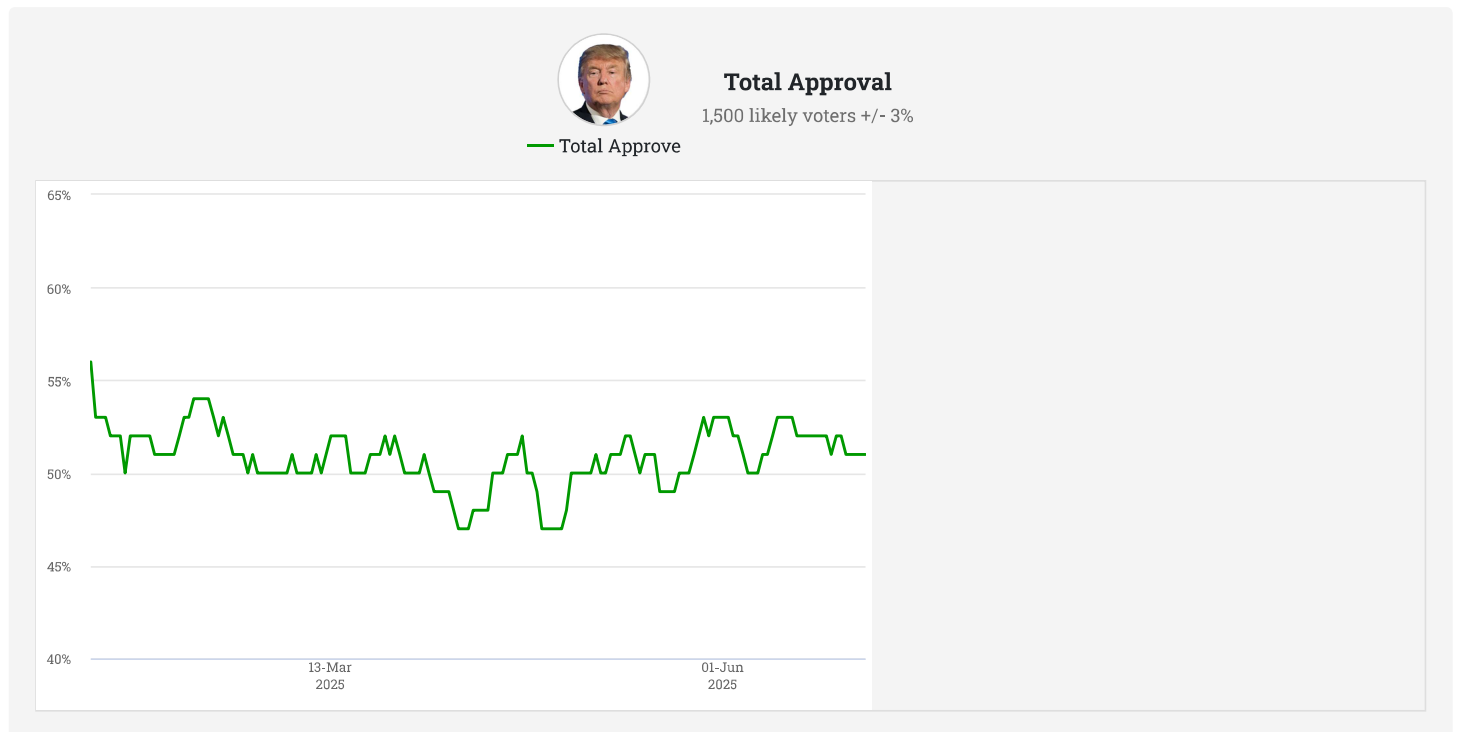 Total Approval
1,500 likely voters +/- 3%
Total Approve
65%
60%
55%
50%
45%
40%
13-Mar
2025
01-Jun
2025